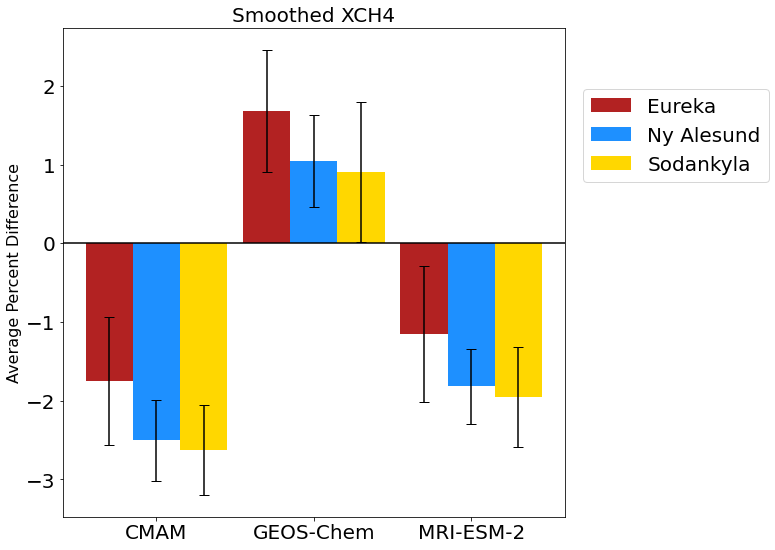 Smoothed XCH4
Average Percent Difference
2
1
0
−1
−2
−3
CMAM
GEOS-Chem
MRI-ESM-2
Eureka
Ny Alesund
Sodankyla